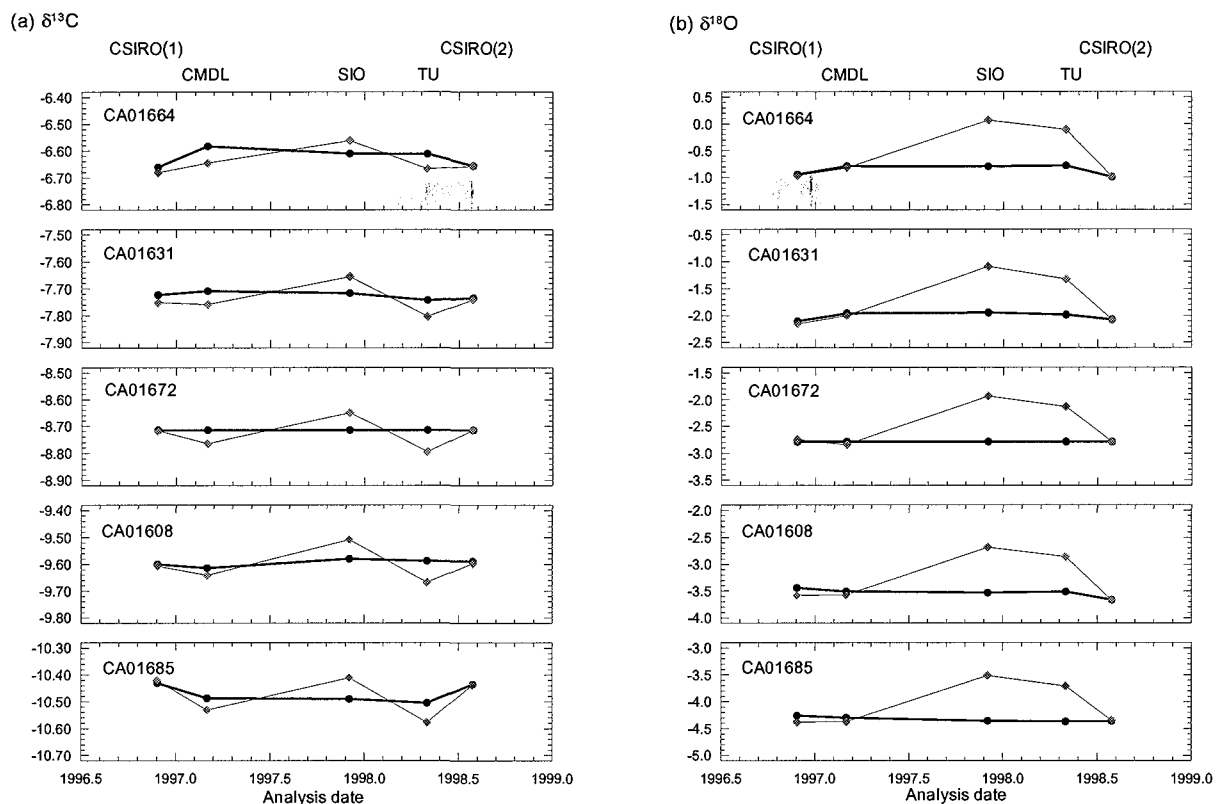 (a) δ¹³C
CSIRO(1) CSIRO(2)
CMDL SIO TU
CA01664
-6.40
-6.50
-6.60
-6.70
-6.80
CA01631
-7.50
-7.60
-7.70
-7.80
-7.90
CA01672
-8.50
-8.60
-8.70
-8.80
-8.90
CA01608
-9.40
-9.50
-9.60
-9.70
-9.80
CA01685
-10.30
-10.40
-10.50
-10.60
-10.70
1996.5 1997.0 1997.5 1998.0 1998.5 1999.0
Analysis date
(b) δ¹⁸O
CSIRO(1) CSIRO(2)
CMDL SIO TU
CA01664
0.5
0.0
-0.5
-1.0
-1.5
CA01631
-0.5
-1.0
-1.5
-2.0
-2.5
CA01672
-1.5
-2.0
-2.5
-3.0
-3.5
CA01608
-2.0
-2.5
-3.0
-3.5
-4.0
CA01685
-3.0
-3.5
-4.0
-4.5
-5.0
1996.5 1997.0 1997.5 1998.0 1998.5 1999.0
Analysis date